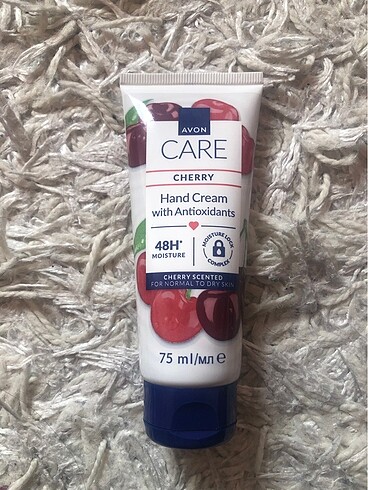 AVON
CARE
CHERRY
Hand Cream
with Antioxidants
48H*
MOISTURE
MOISTURE LOCK
COMPLEX
CHERRY SCENTED
FOR NORMAL TO DRY SKIN
75 ml/мл e